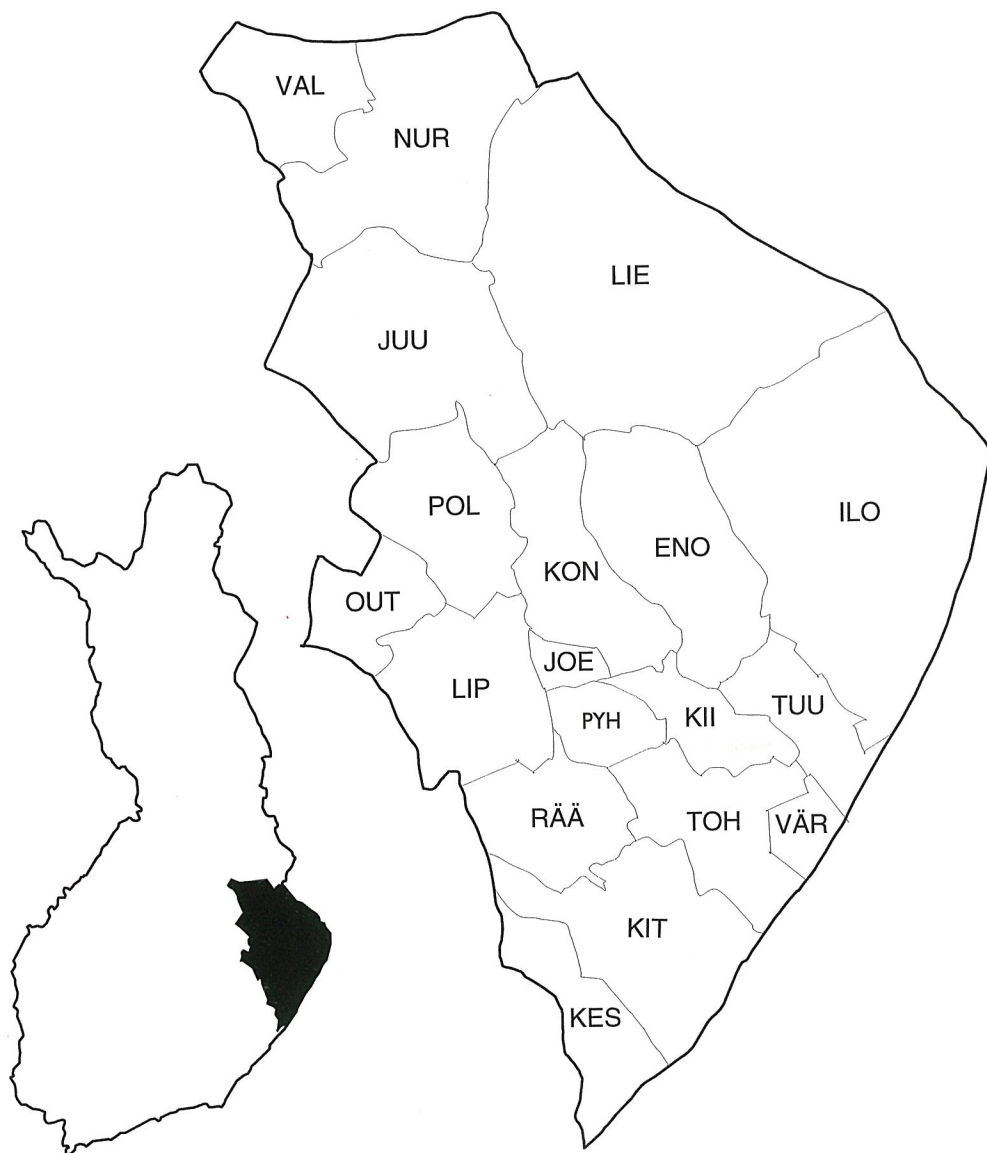 VAL
NUR
LIE
JUU
POL
ILO
KON
ENO
OUT
JOE
LIP
PYH
KII
TUU
RÄÄ
TOH
VÄR
KIT
KES